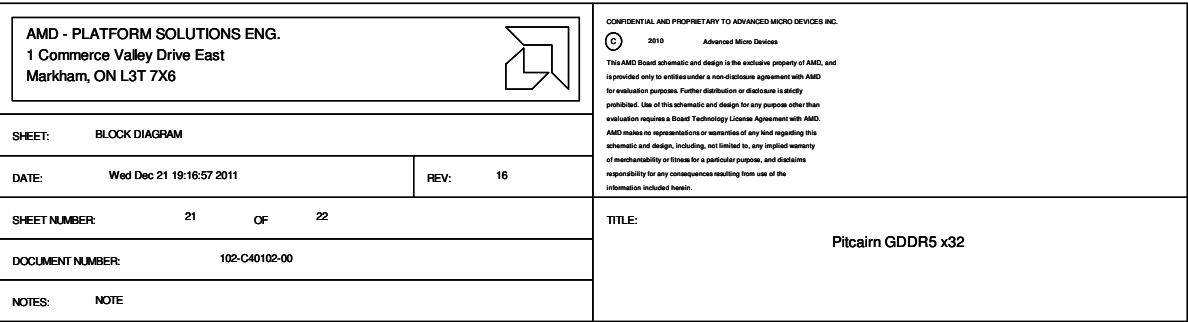 AMD - PLATFORM SOLUTIONS ENG.
1 Commerce Valley Drive East
Markham, ON L3T 7X6
SHEET: BLOCK DIAGRAM
DATE: Wed Dec 21 19:16:57 2011 REV: 16
SHEET NUMBER: 21 OF 22
DOCUMENT NUMBER: 102-C40102-00
NOTES: NOTE
CONFIDENTIAL AND PROPRIETARY TO ADVANCED MICRO DEVICES INC.
C 2010 Advanced Micro Devices
This AMD Board schematic and design is the exclusive property of AMD, and
is provided only to entities under a non-disclosure agreement with AMD
for evaluation purposes. Further distribution or disclosure is strictly
prohibited. Use of this schematic and design for any purpose other than
evaluation requires a Board Technology License Agreement with AMD.
AMD makes no representations or warranties of any kind regarding this
schematic and design, including, not limited to, any implied warranty
of merchantability or fitness for a particular purpose, and disclaims
responsibility for any consequences resulting from use of the
information included herein.
TITLE:
Pitcairn GDDR5 x32